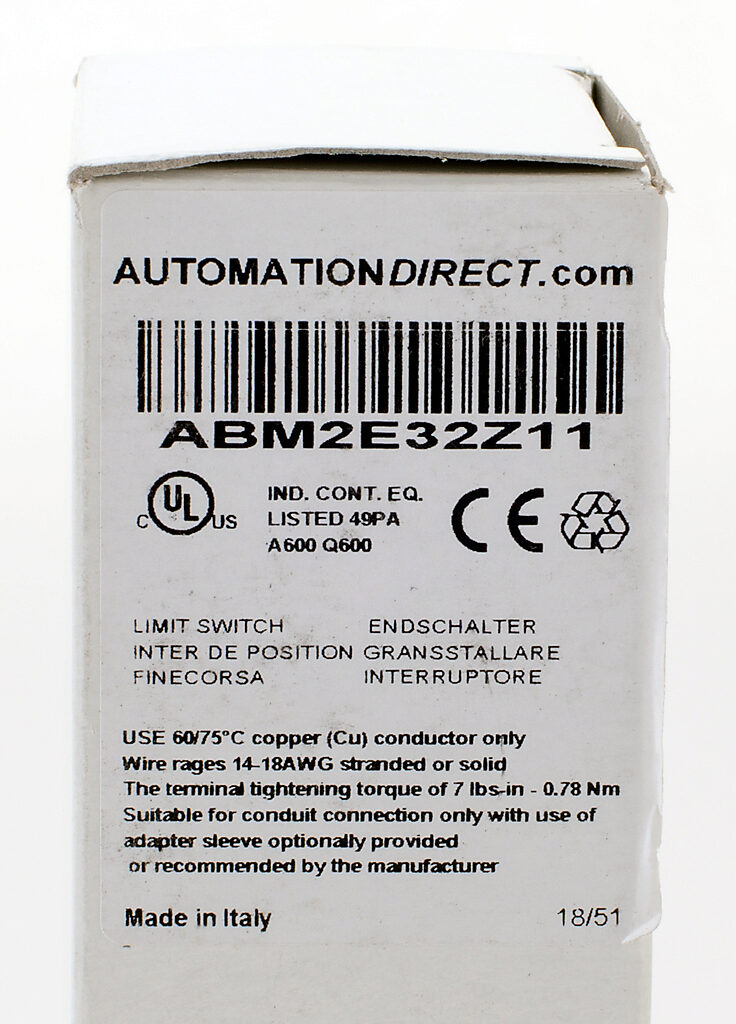 AUTOMATIONDIRECT.com
ABM2E32Z11
C UL US
IND. CONT. EQ.
LISTED 49PA
A600 Q600
CE
LIMIT SWITCH ENDSCHALTER
INTER DE POSITION GRANSSTALLARE
FINECORSA INTERRUPTORE
USE 60/75°C copper (Cu) conductor only
Wire rages 14-18AWG stranded or solid
The terminal tightening torque of 7 lbs-in - 0.78 Nm
Suitable for conduit connection only with use of
adapter sleeve optionally provided
or recommended by the manufacturer
Made in Italy 18/51